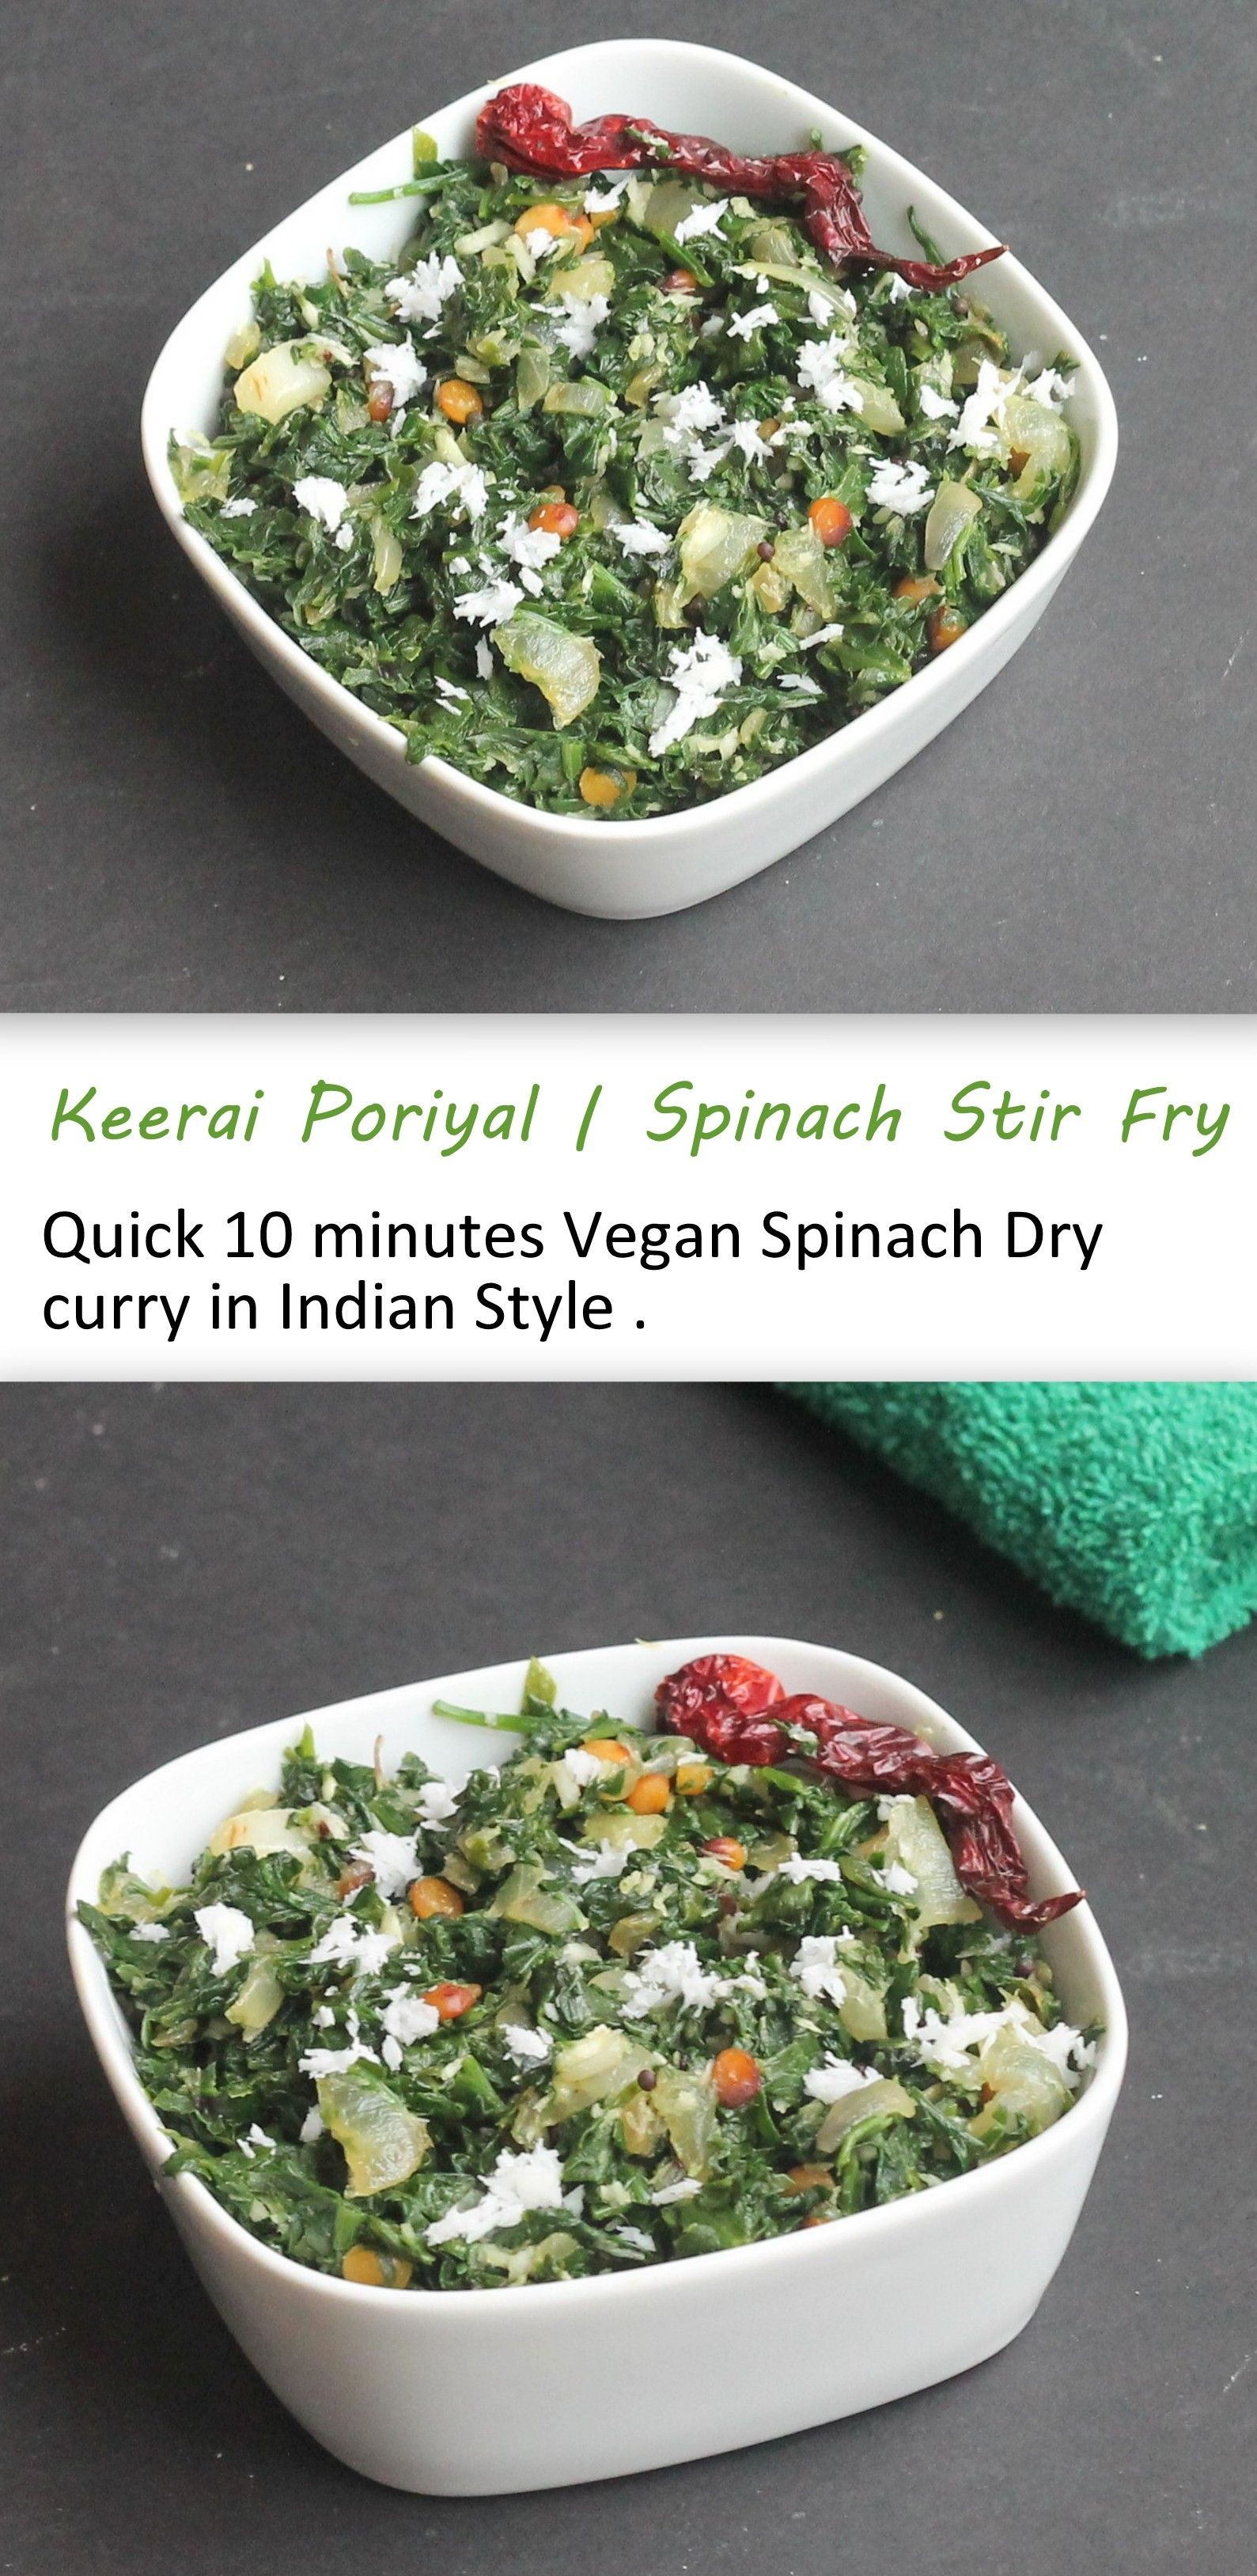 Keerai Poriyal / Spinach Stir Fry
Quick 10 minutes Vegan Spinach Dry
curry in Indian Style .